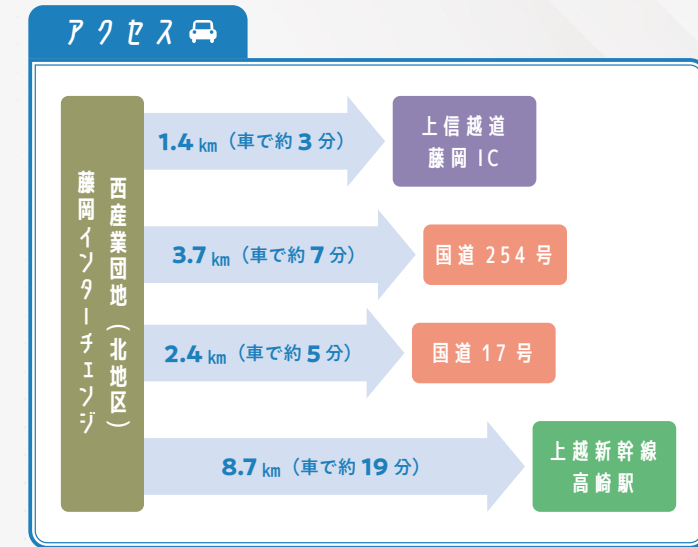 アクセス
藤岡インターチェンジ
西産業団地（北地区）
1.4 km（車で約 3 分）
上信越道
藤岡 IC
3.7 km（車で約 7 分）
国道 254 号
2.4 km（車で約 5 分）
国道 17 号
8.7 km（車で約 19 分）
上越新幹線
高崎駅